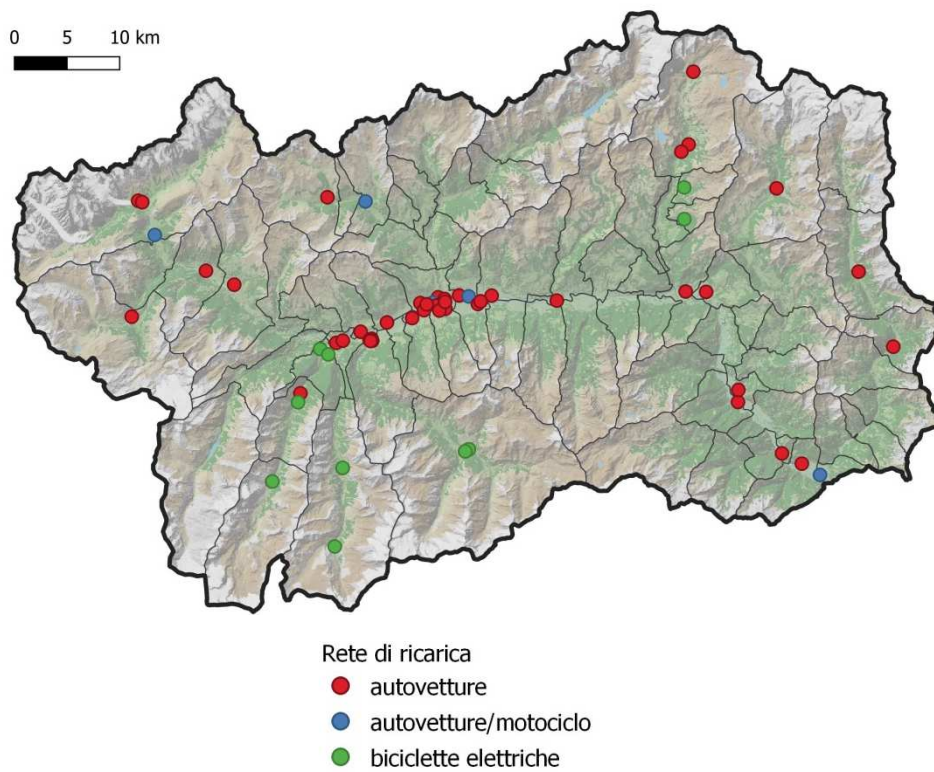 0 5 10 km
Rete di ricarica
autovetture
autovetture/motociclo
biciclette elettriche